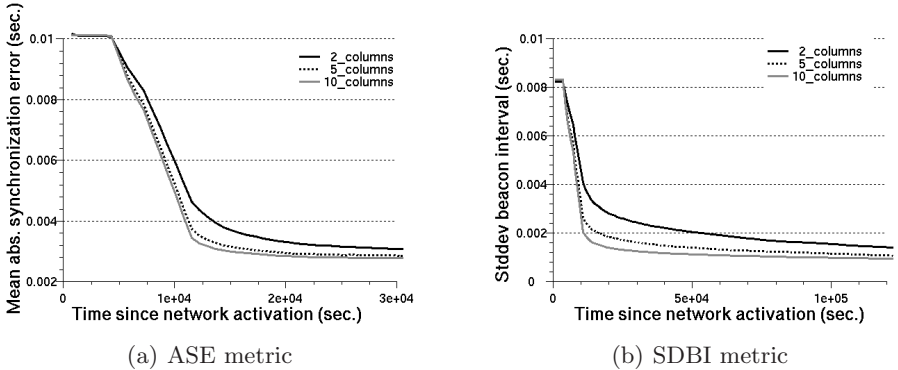 Mean abs. synchronization error (sec.)
0.01
0.008
0.006
0.004
0.002
0
1e+04
2e+04
3e+04
2_columns
5_columns
10_columns
Time since network activation (sec.)
(a) ASE metric
Stddev beacon interval (sec.)
0.01
0.008
0.006
0.004
0.002
0
0
5e+04
1e+05
2_columns
5_columns
10_columns
Time since network activation (sec.)
(b) SDBI metric